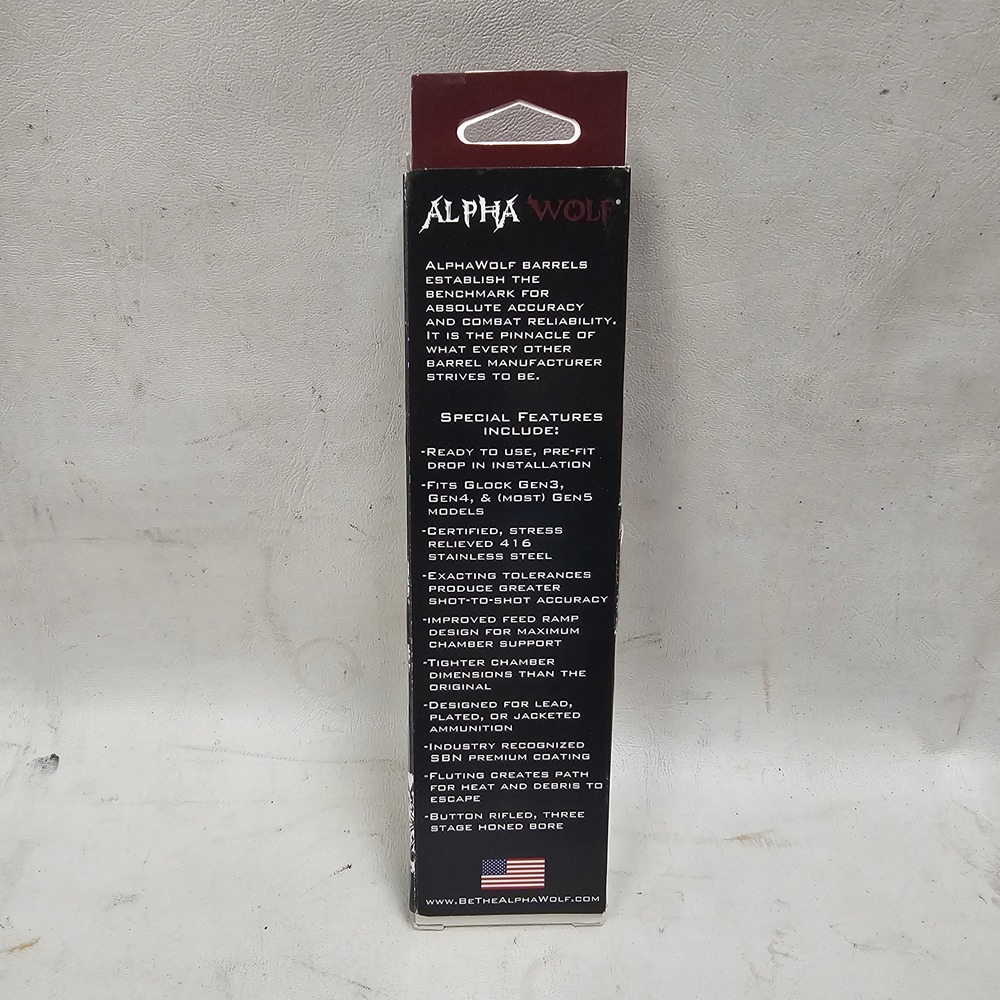 ALPHA WOLF®
ALPHAWOLF BARRELS
ESTABLISH THE
BENCHMARK FOR
ABSOLUTE ACCURACY
AND COMBAT RELIABILITY.
IT IS THE PINNACLE OF
WHAT EVERY OTHER
BARREL MANUFACTURER
STRIVES TO BE.
SPECIAL FEATURES
INCLUDE:
-READY TO USE, PRE-FIT
DROP IN INSTALLATION
-FITS GLOCK GEN3,
GEN4, & (MOST) GEN5
MODELS
-CERTIFIED, STRESS
RELIEVED 416
STAINLESS STEEL
-EXACTING TOLERANCES
PRODUCE GREATER
SHOT-TO-SHOT ACCURACY
-IMPROVED FEED RAMP
DESIGN FOR MAXIMUM
CHAMBER SUPPORT
-TIGHTER CHAMBER
DIMENSIONS THAN THE
ORIGINAL
-DESIGNED FOR LEAD,
PLATED, OR JACKETED
AMMUNITION
-INDUSTRY RECOGNIZED
SBN PREMIUM COATING
-FLUTING CREATES PATH
FOR HEAT AND DEBRIS TO
ESCAPE
-BUTTON RIFLED, THREE
STAGE HONED BORE
WWW.BETHEALPHAWOLF.COM